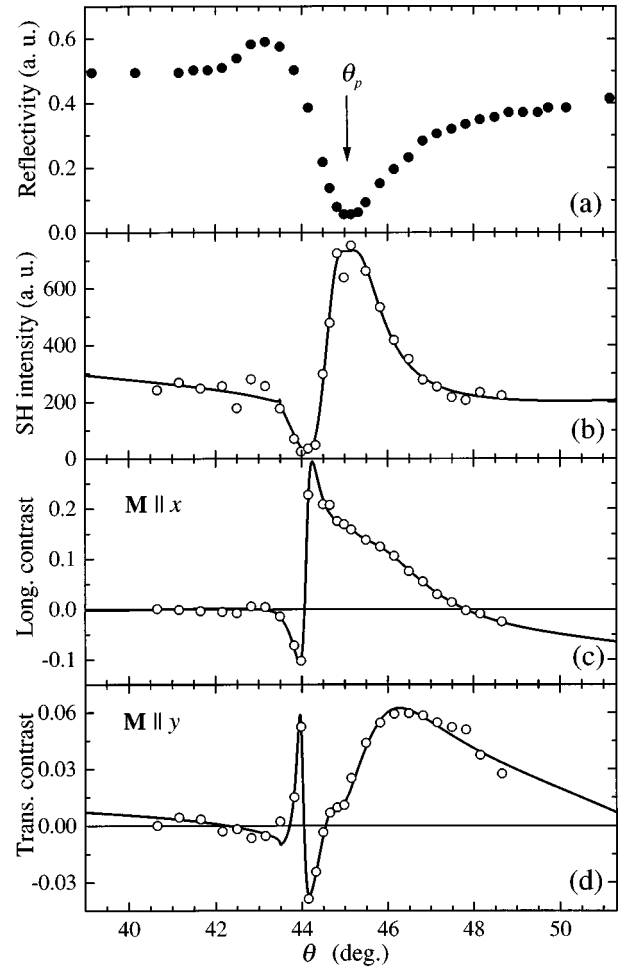 Reflectivity (a. u.)
0.6
0.4
0.2
0.0
θp
(a)
SH intensity (a. u.)
600
400
200
0
(b)
Long. contrast
M || x
0.2
0.1
0.0
-0.1
(c)
Trans. contrast
M || y
0.06
0.03
0.00
-0.03
(d)
40 42 44 46 48 50
θ (deg.)